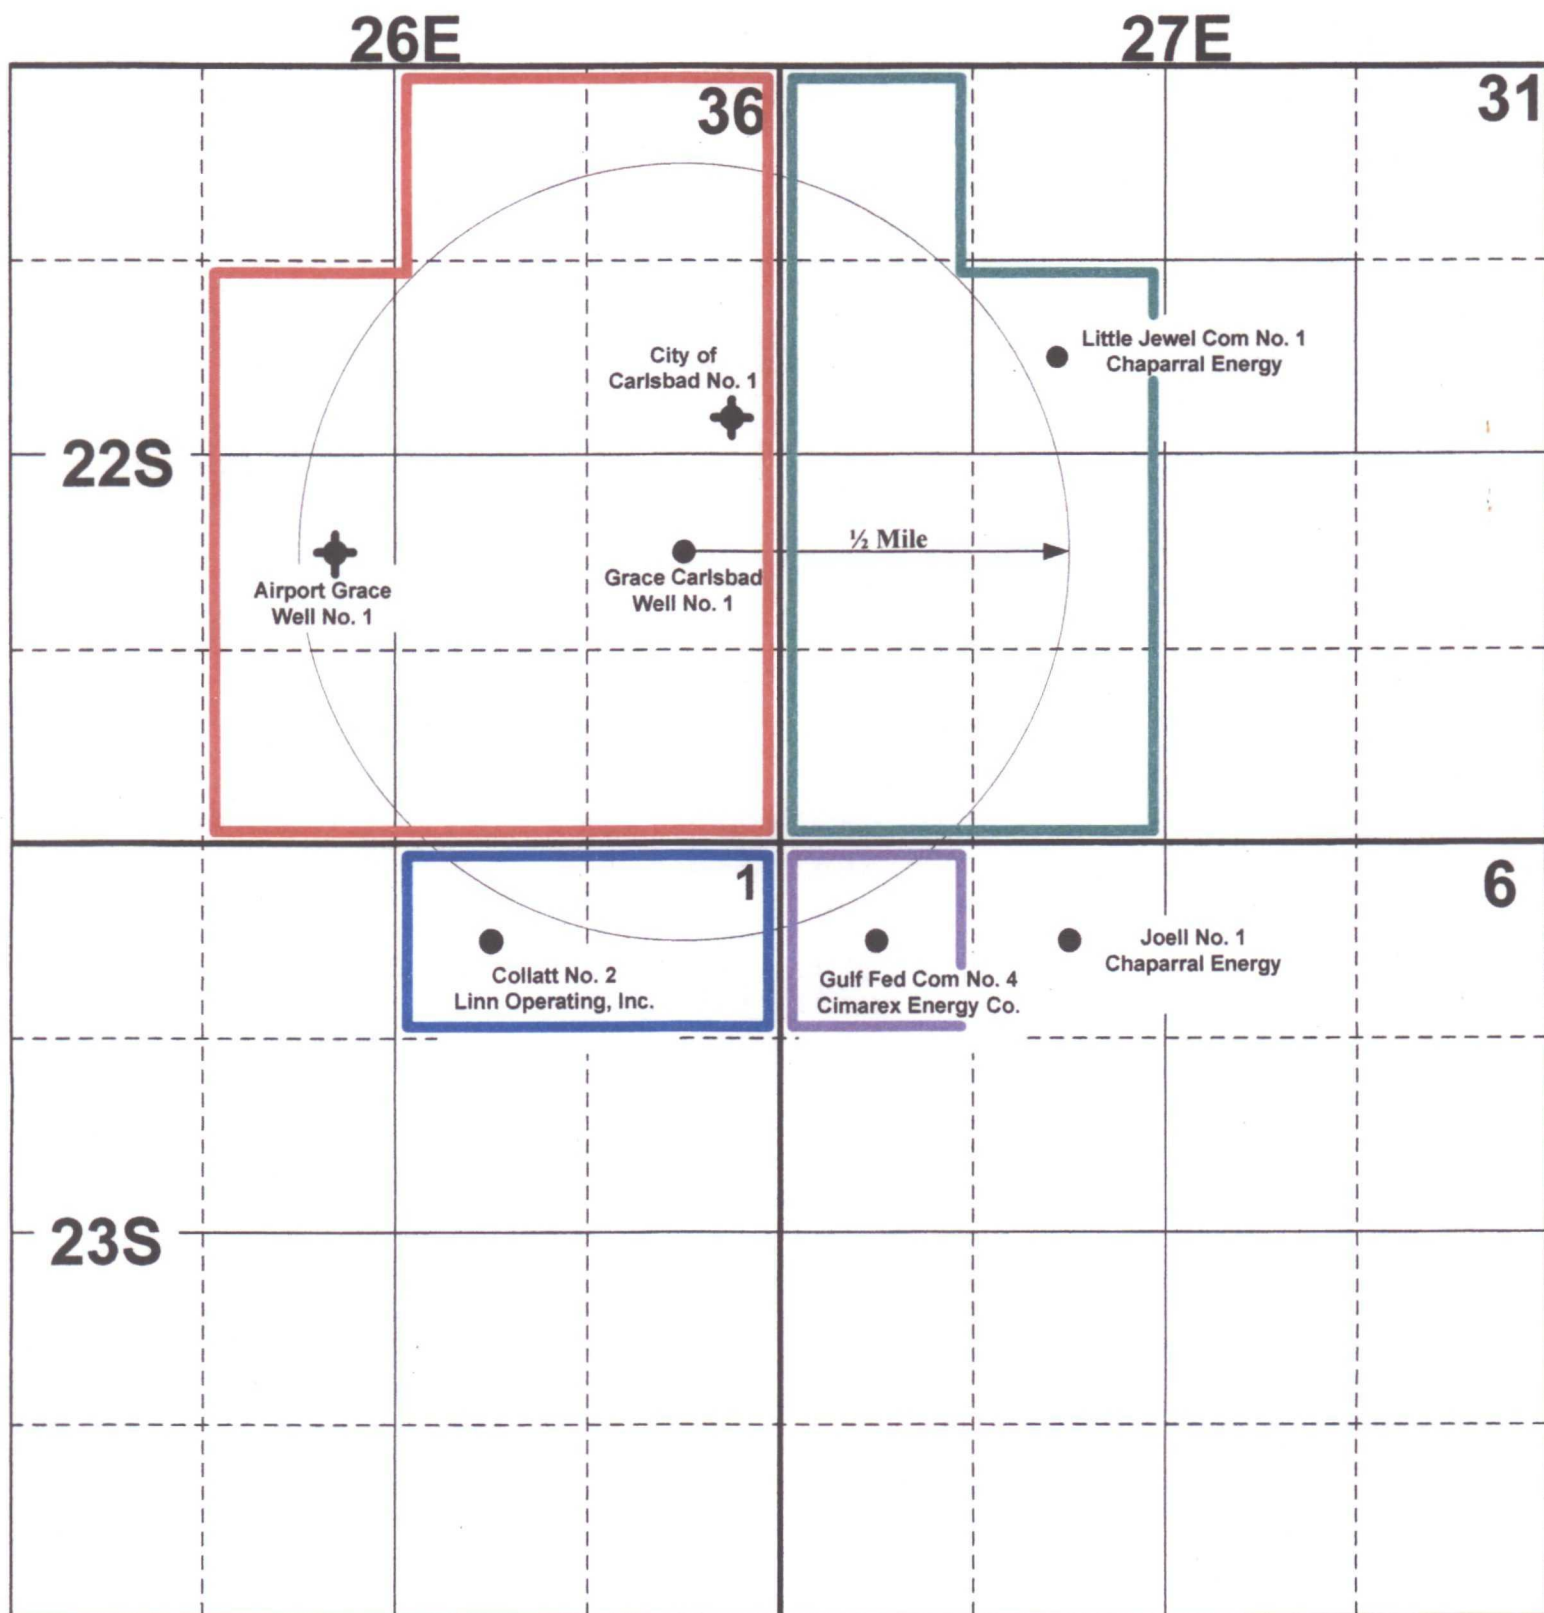 26E
27E
36
31
City of
Carlsbad No. 1
Little Jewel Com No. 1
Chaparral Energy
22S
½ Mile
Airport Grace
Well No. 1
Grace Carlsbad
Well No. 1
1
6
Collatt No. 2
Linn Operating, Inc.
Gulf Fed Com No. 4
Cimarex Energy Co.
Joell No. 1
Chaparral Energy
23S